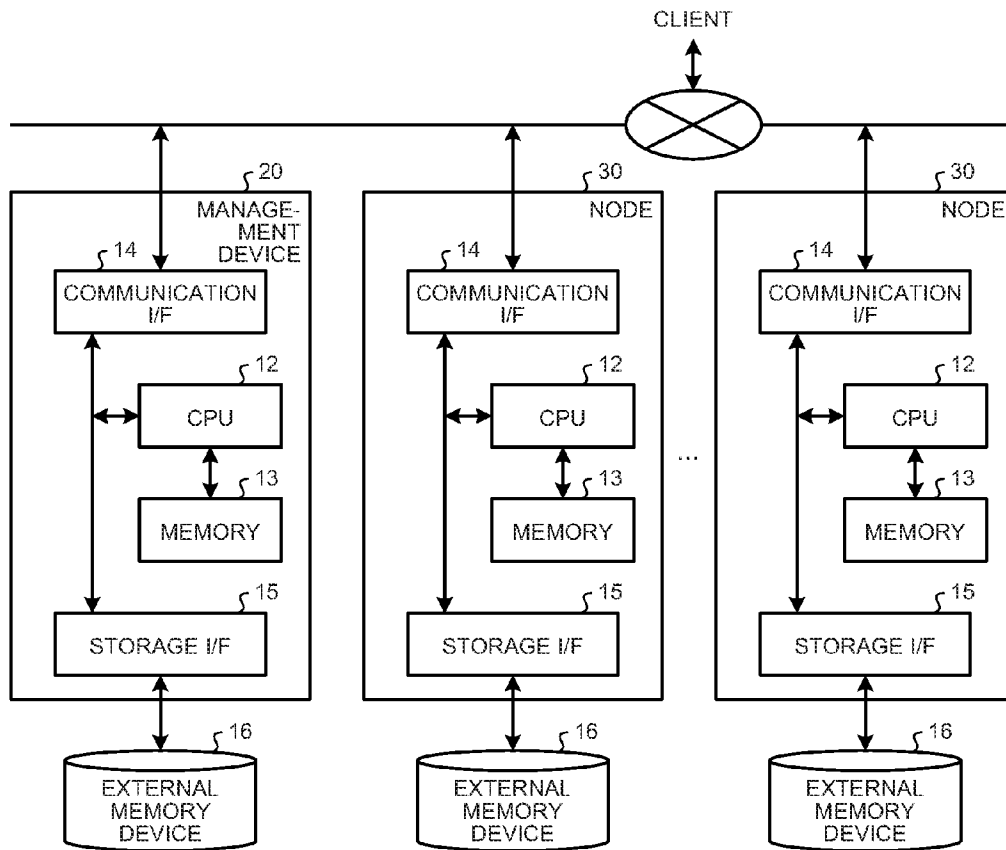 CLIENT
20
30
30
MANAGE-
MENT
DEVICE
NODE
NODE
14
14
14
COMMUNICATION
I/F
COMMUNICATION
I/F
COMMUNICATION
I/F
12
12
12
CPU
CPU
CPU
...
13
13
13
MEMORY
MEMORY
MEMORY
15
15
15
STORAGE I/F
STORAGE I/F
STORAGE I/F
16
16
16
EXTERNAL
MEMORY
DEVICE
EXTERNAL
MEMORY
DEVICE
EXTERNAL
MEMORY
DEVICE